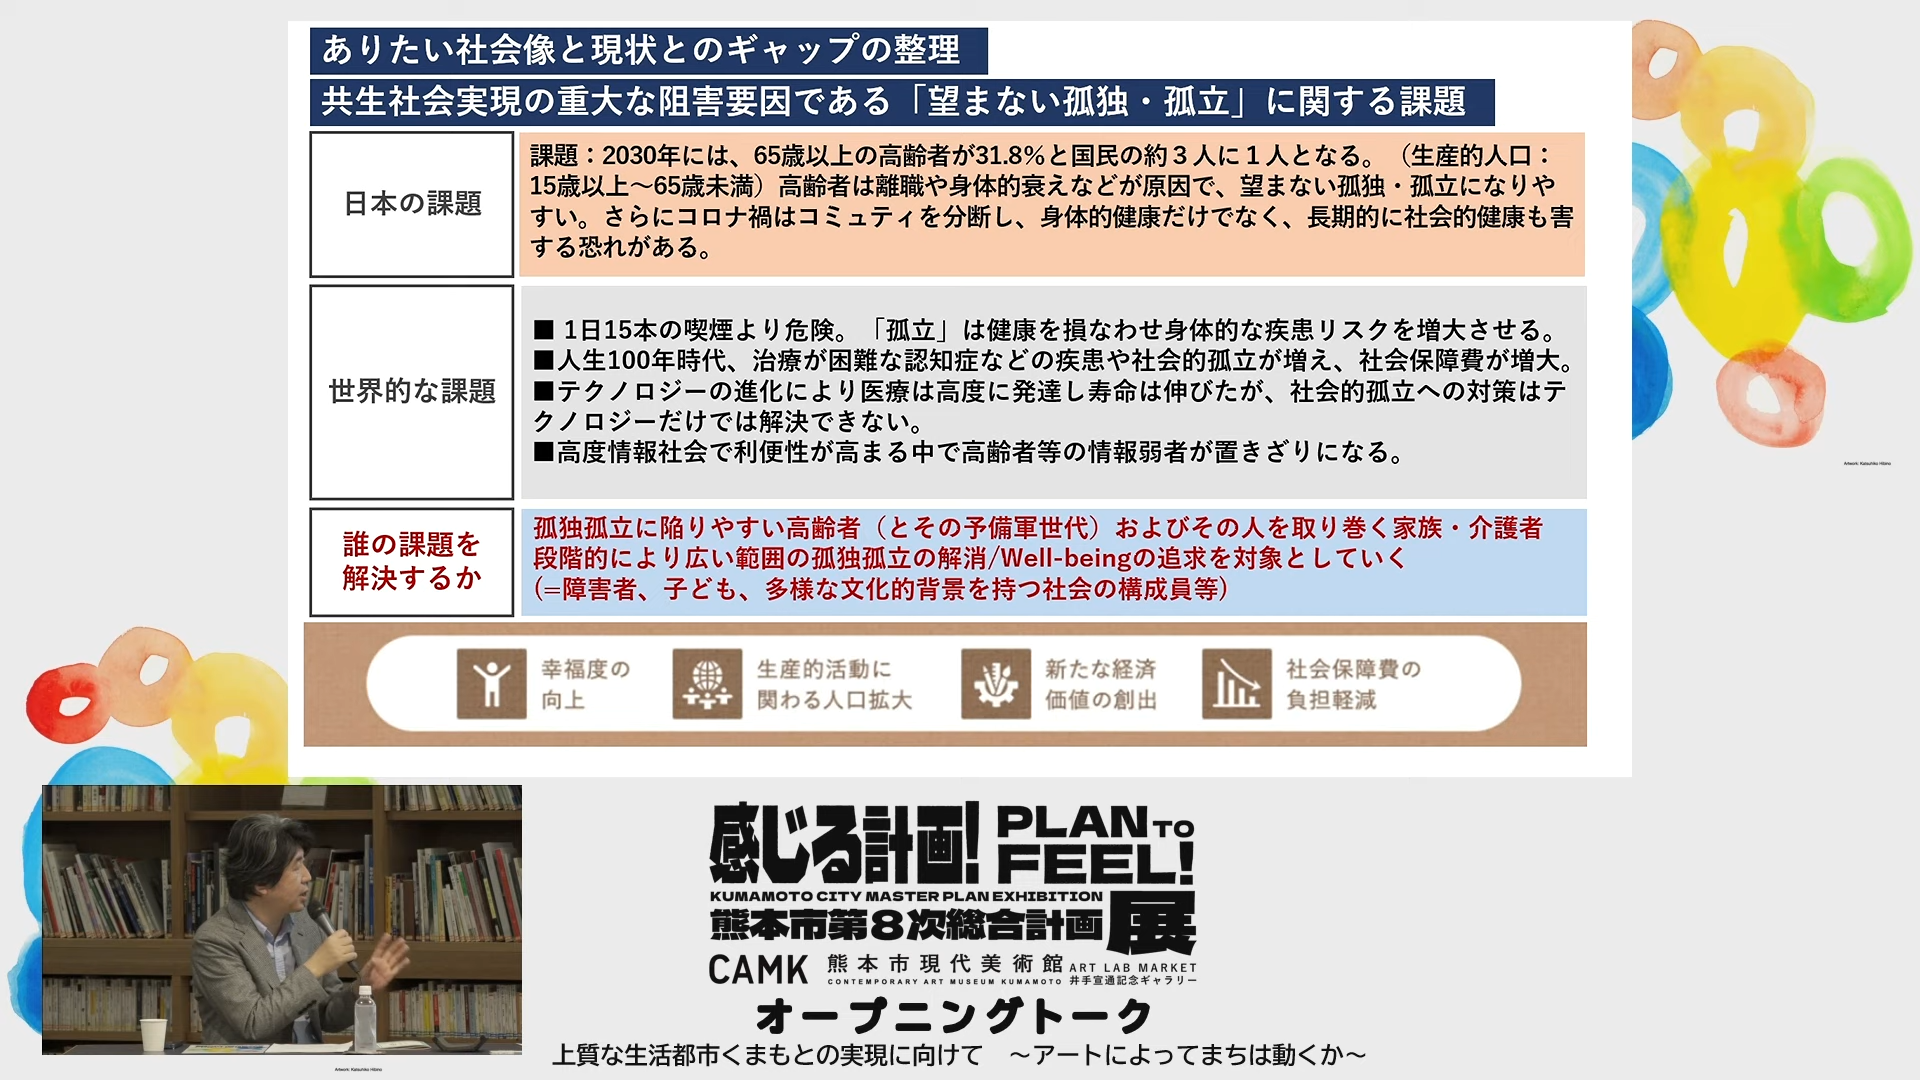 ありたい社会像と現状とのギャップの整理
共生社会実現の重大な阻害要因である「望まない孤独・孤立」に関する課題
日本の課題
課題：2030年には、65歳以上の高齢者が31.8%と国民の約３人に１人となる。（生産的人口：
15歳以上～65歳未満）高齢者は離職や身体的衰えなどが原因で、望まない孤独・孤立になりや
すい。さらにコロナ禍はコミュティを分断し、身体的健康だけでなく、長期的に社会的健康も害
する恐れがある。
世界的な課題
■ 1日15本の喫煙より危険。「孤立」は健康を損なわせ身体的な疾患リスクを増大させる。
■人生100年時代、治療が困難な認知症などの疾患や社会的孤立が増え、社会保障費が増大。
■テクノロジーの進化により医療は高度に発達し寿命は伸びたが、社会的孤立への対策はテ
クノロジーだけでは解決できない。
■高度情報社会で利便性が高まる中で高齢者等の情報弱者が置きざりになる。
誰の課題を
解決するか
孤独孤立に陥りやすい高齢者（とその予備軍世代）およびその人を取り巻く家族・介護者
段階的により広い範囲の孤独孤立の解消/Well-beingの追求を対象としていく
(=障害者、子ども、多様な文化的背景を持つ社会の構成員等)
幸福度の
向上
生産的活動に
関わる人口拡大
新たな経済
価値の創出
社会保障費の
負担軽減
Artwork: Katsuhiko Hibino
感じる計画! PLAN TO FEEL!
KUMAMOTO CITY MASTER PLAN EXHIBITION
熊本市第8次総合計画展
CAMK 熊本市現代美術館 ART LAB MARKET
CONTEMPORARY ART MUSEUM KUMAMOTO 井手宣通記念ギャラリー
オープニングトーク
上質な生活都市くまもとの実現に向けて　～アートによってまちは動くか～
Artwork: Katsuhiko Hibino